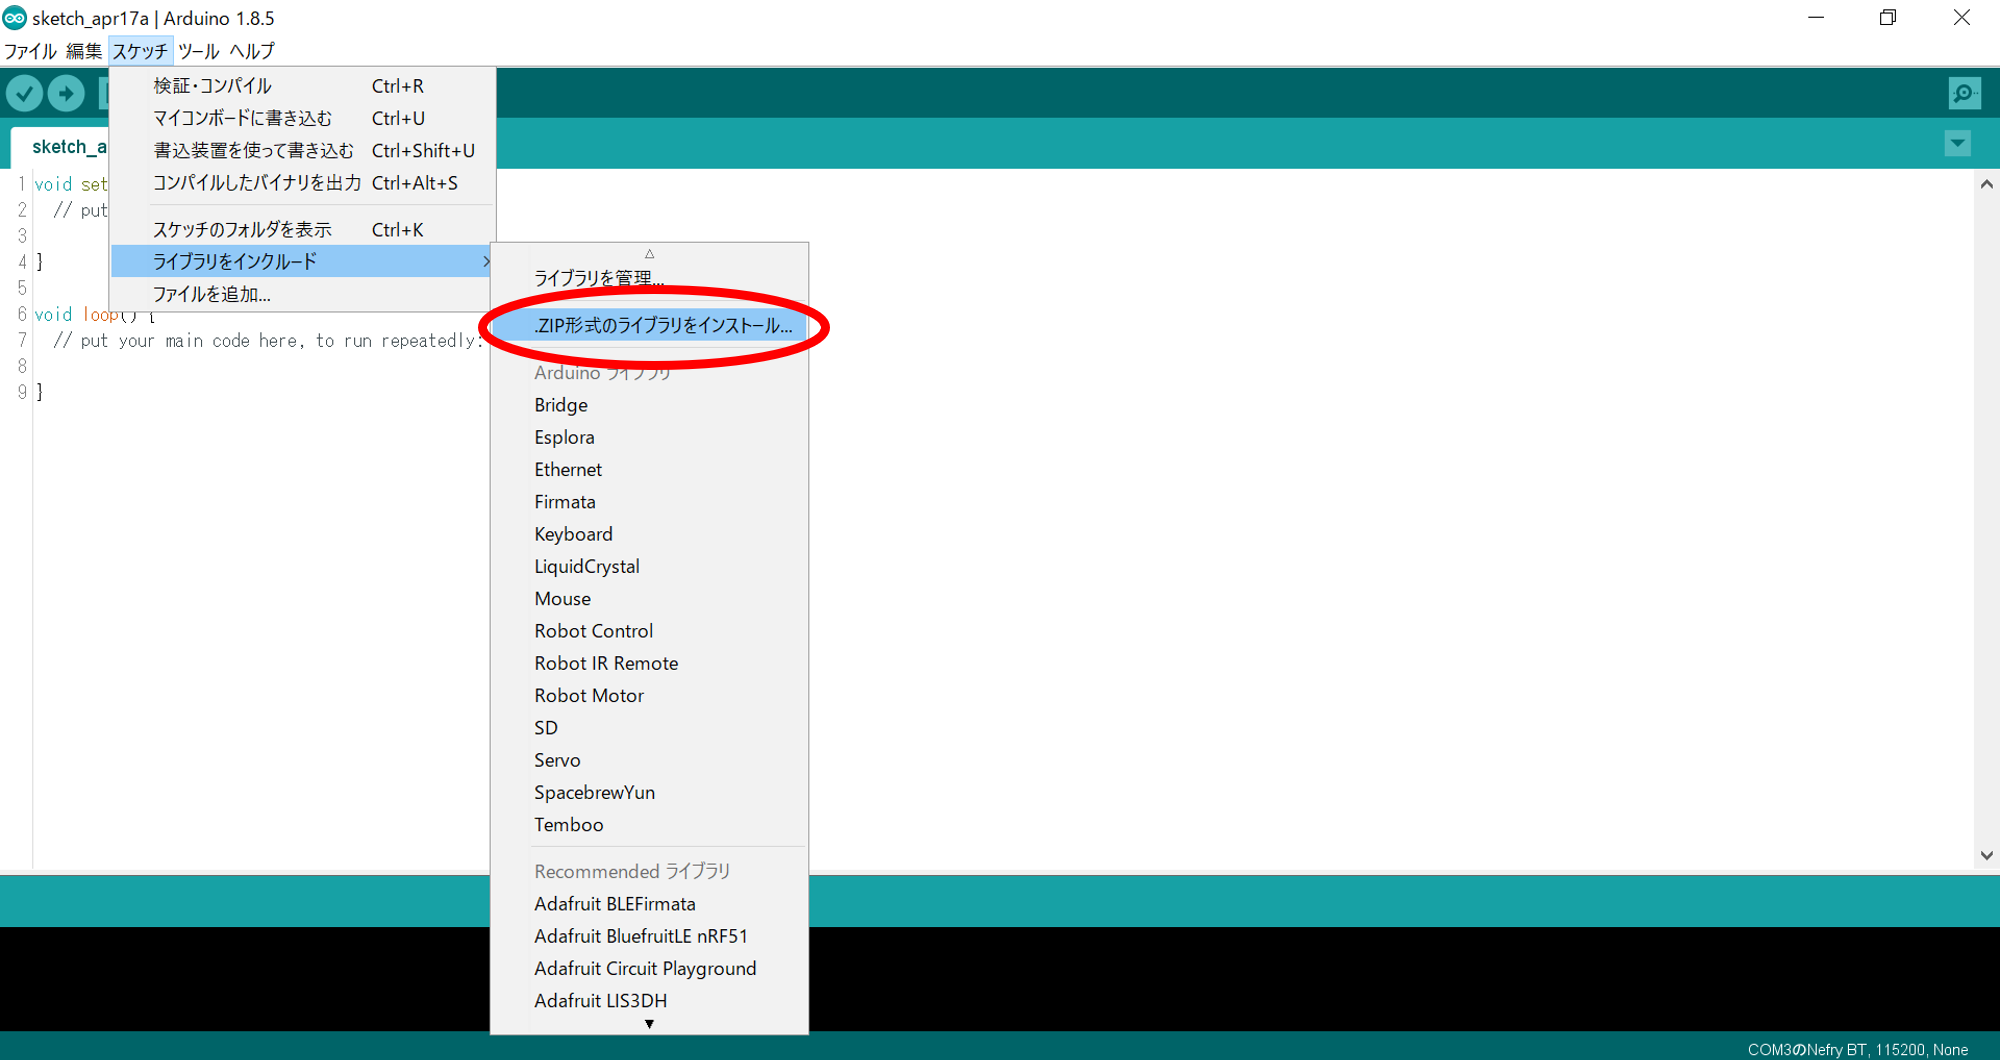 sketch_apr17a | Arduino 1.8.5
ファイル 編集 スケッチ ツール ヘルプ
検証・コンパイル Ctrl+R
マイコンボードに書き込む Ctrl+U
書込装置を使って書き込む Ctrl+Shift+U
コンパイルしたバイナリを出力 Ctrl+Alt+S
スケッチのフォルダを表示 Ctrl+K
ライブラリをインクルード
ファイルを追加...
sketch_a
1 void set
2 // put
3
4 }
5
6 void loop() {
7 // put your main code here, to run repeatedly:
8
9 }
ライブラリを管理...
.ZIP形式のライブラリをインストール...
Arduino ライブラリ
Bridge
Esplora
Ethernet
Firmata
Keyboard
LiquidCrystal
Mouse
Robot Control
Robot IR Remote
Robot Motor
SD
Servo
SpacebrewYun
Temboo
Recommended ライブラリ
Adafruit BLEFirmata
Adafruit BluefruitLE nRF51
Adafruit Circuit Playground
Adafruit LIS3DH
COM3のNefry BT, 115200, None